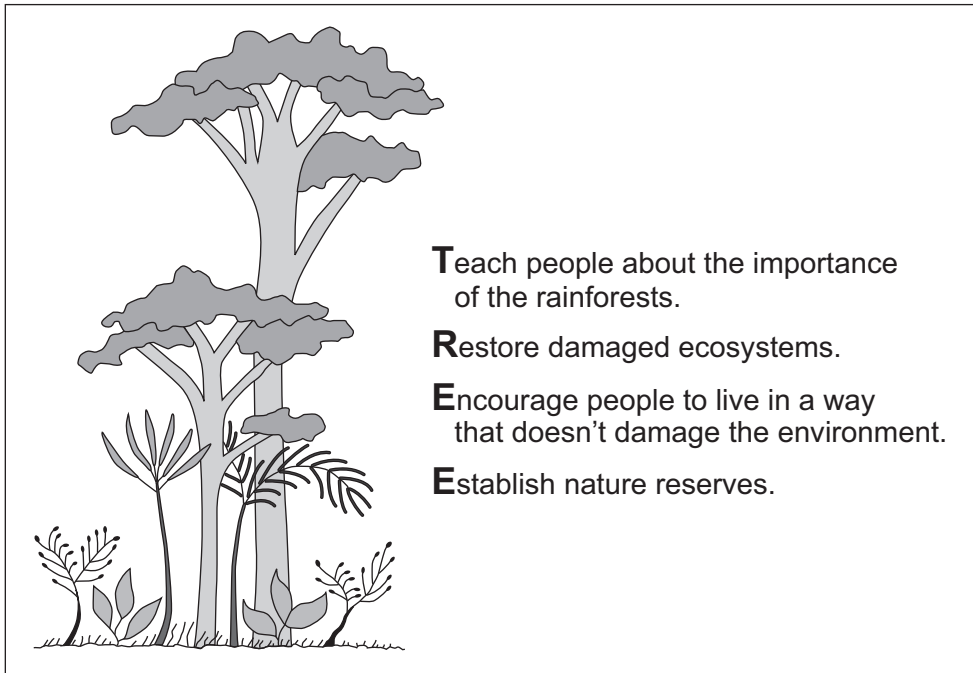 Teach people about the importance
of the rainforests.
Restore damaged ecosystems.
Encourage people to live in a way
that doesn't damage the environment.
Establish nature reserves.